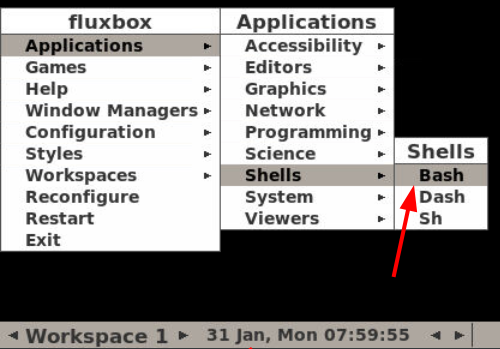 fluxbox
Applications
Games
Help
Window Managers
Configuration
Styles
Workspaces
Reconfigure
Restart
Exit
Applications
Accessibility
Editors
Graphics
Network
Programming
Science
Shells
System
Viewers
Shells
Bash
Dash
Sh
Workspace 1
31 Jan, Mon 07:59:55